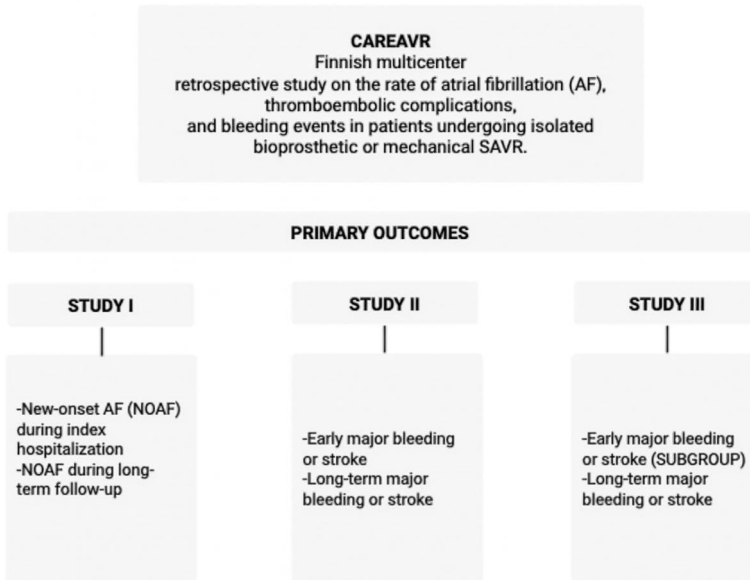 CAREAVR
Finnish multicenter
retrospective study on the rate of atrial fibrillation (AF),
thromboembolic complications,
and bleeding events in patients undergoing isolated
bioprosthetic or mechanical SAVR.
PRIMARY OUTCOMES
STUDY I
STUDY II
STUDY III
-New-onset AF (NOAF)
during index
hospitalization
-NOAF during long-
term follow-up
-Early major bleeding
or stroke
-Long-term major
bleeding or stroke
-Early major bleeding
or stroke (SUBGROUP)
-Long-term major
bleeding or stroke